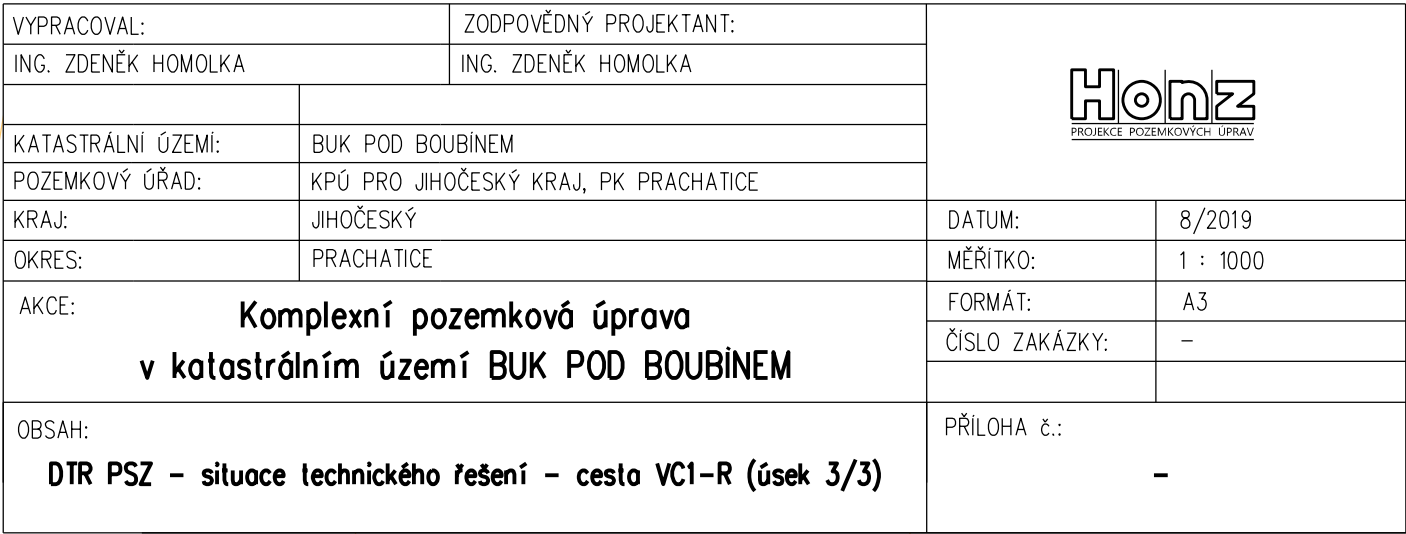 VYPRACOVAL: ZODPOVĚDNÝ PROJEKTANT:
ING. ZDENĚK HOMOLKA ING. ZDENĚK HOMOLKA
Honz
PROJEKCE POZEMKOVÝCH ÚPRAV
KATASTRÁLNÍ ÚZEMÍ: BUK POD BOUBÍNEM
POZEMKOVÝ ÚŘAD: KPÚ PRO JIHOČESKÝ KRAJ, PK PRACHATICE
KRAJ: JIHOČESKÝ
OKRES: PRACHATICE
DATUM: 8/2019
MĚŘÍTKO: 1 : 1000
FORMÁT: A3
ČÍSLO ZAKÁZKY: –
AKCE: Komplexní pozemková úprava
v katastrálním území BUK POD BOUBÍNEM
OBSAH:
DTR PSZ – situace technického řešení – cesta VC1–R (úsek 3/3)
PŘÍLOHA č.:
–